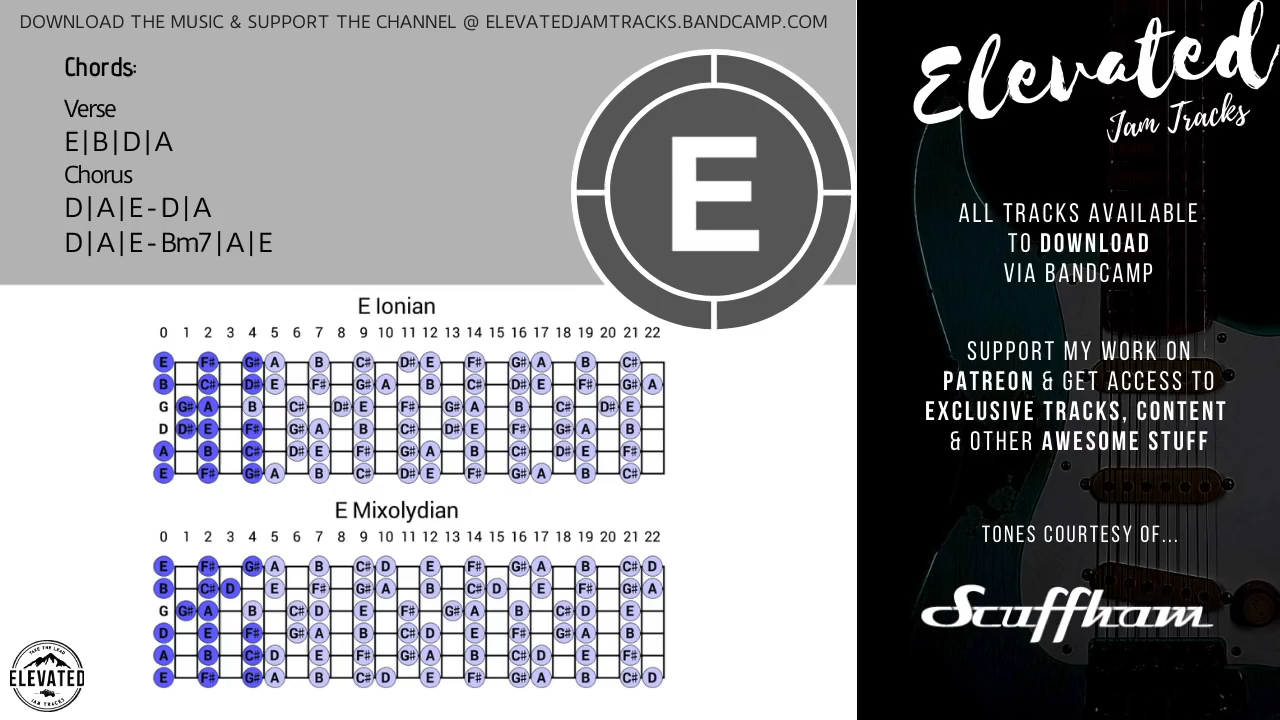 DOWNLOAD THE MUSIC & SUPPORT THE CHANNEL @ ELEVATEDJAMTRACKS.BANDCAMP.COM
Chords:
Verse
E|B|D|A
Chorus
D|A|E-D|A
D|A|E-Bm7|A|E
E
E Ionian
0 1 2 3 4 5 6 7 8 9 10 11 12 13 14 15 16 17 18 19 20 21 22
E F# G# A B C# D# E F# G# A B C#
B C# D# E F# G# A B C# D# E F# G# A
G G# A B C# D# E F# G# A B C# D# E
D D# E F# G# A B C# D# E F# G# A B
A B C# D# E F# G# A B C# D# E F#
E F# G# A B C# D# E F# G# A B C#
E Mixolydian
0 1 2 3 4 5 6 7 8 9 10 11 12 13 14 15 16 17 18 19 20 21 22
E F# G# A B C# D E F# G# A B C# D
B C# D E F# G# A B C# D E F# G# A
G G# A B C# D E F# G# A B C# D E
D E F# G# A B C# D E F# G# A B
A B C# D E F# G# A B C# D E F#
E F# G# A B C# D E F# G# A B C# D
TAKE THE LEAD
ELEVATED
JAM TRACKS
Elevated
Jam Tracks
ALL TRACKS AVAILABLE
TO DOWNLOAD
VIA BANDCAMP
SUPPORT MY WORK ON
PATREON & GET ACCESS TO
EXCLUSIVE TRACKS, CONTENT
& OTHER AWESOME STUFF
TONES COURTESY OF...
Scuffham